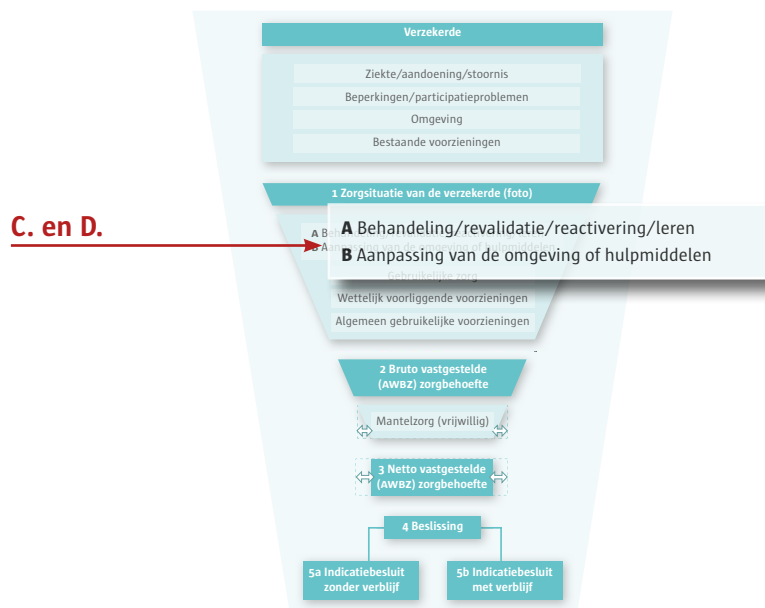 Verzekerde
Ziekte/aandoening/stoornis
Beperkingen/participatieproblemen
Omgeving
Bestaande voorzieningen
1 Zorgsituatie van de verzekerde (foto)
C. en D.
A Behandeling/revalidatie/reactivering/leren
B Aanpassing van de omgeving of hulpmiddelen
Gebruikelijke zorg
Wettelijk voorliggende voorzieningen
Algemeen gebruikelijke voorzieningen
2 Bruto vastgestelde
(AWBZ) zorgbehoefte
Mantelzorg (vrijwillig)
3 Netto vastgestelde
(AWBZ) zorgbehoefte
4 Beslissing
5a Indicatiebesluit
zonder verblijf
5b Indicatiebesluit
met verblijf